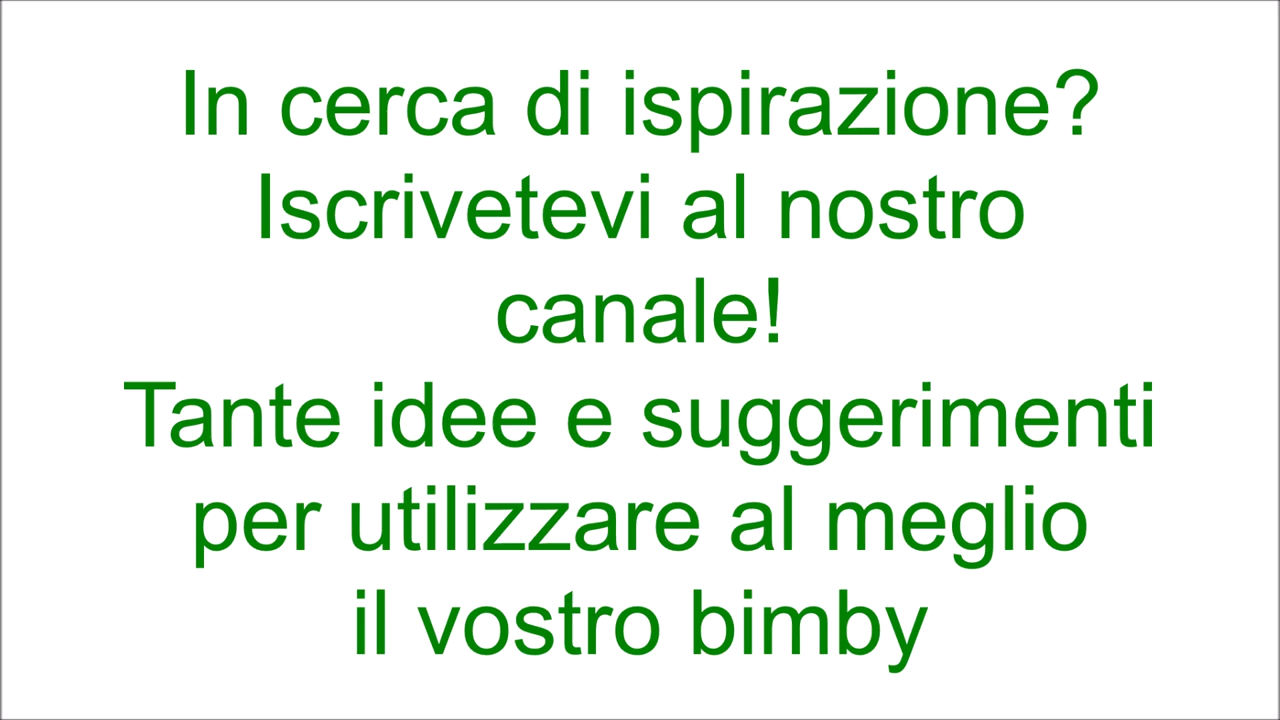 In cerca di ispirazione?
Iscrivetevi al nostro
canale!
Tante idee e suggerimenti
per utilizzare al meglio
il vostro bimby